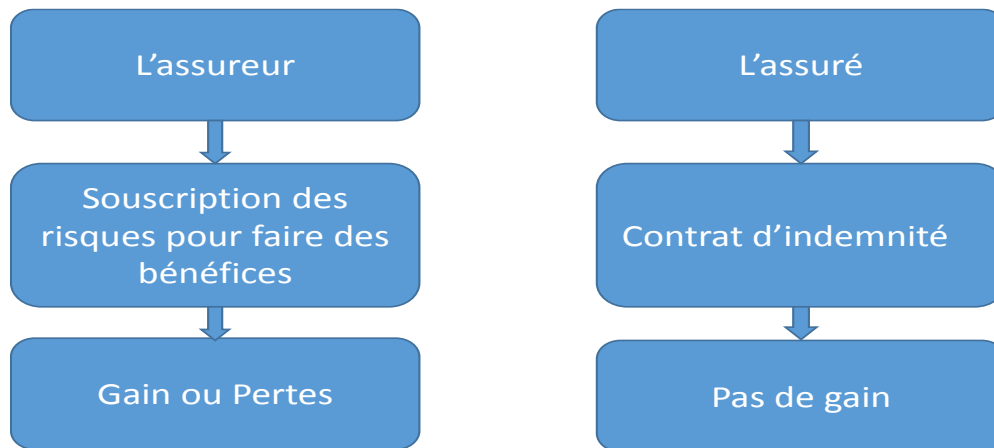 L'assureur
Souscription des
risques pour faire des
bénéfices
Gain ou Pertes
L'assuré
Contrat d'indemnité
Pas de gain